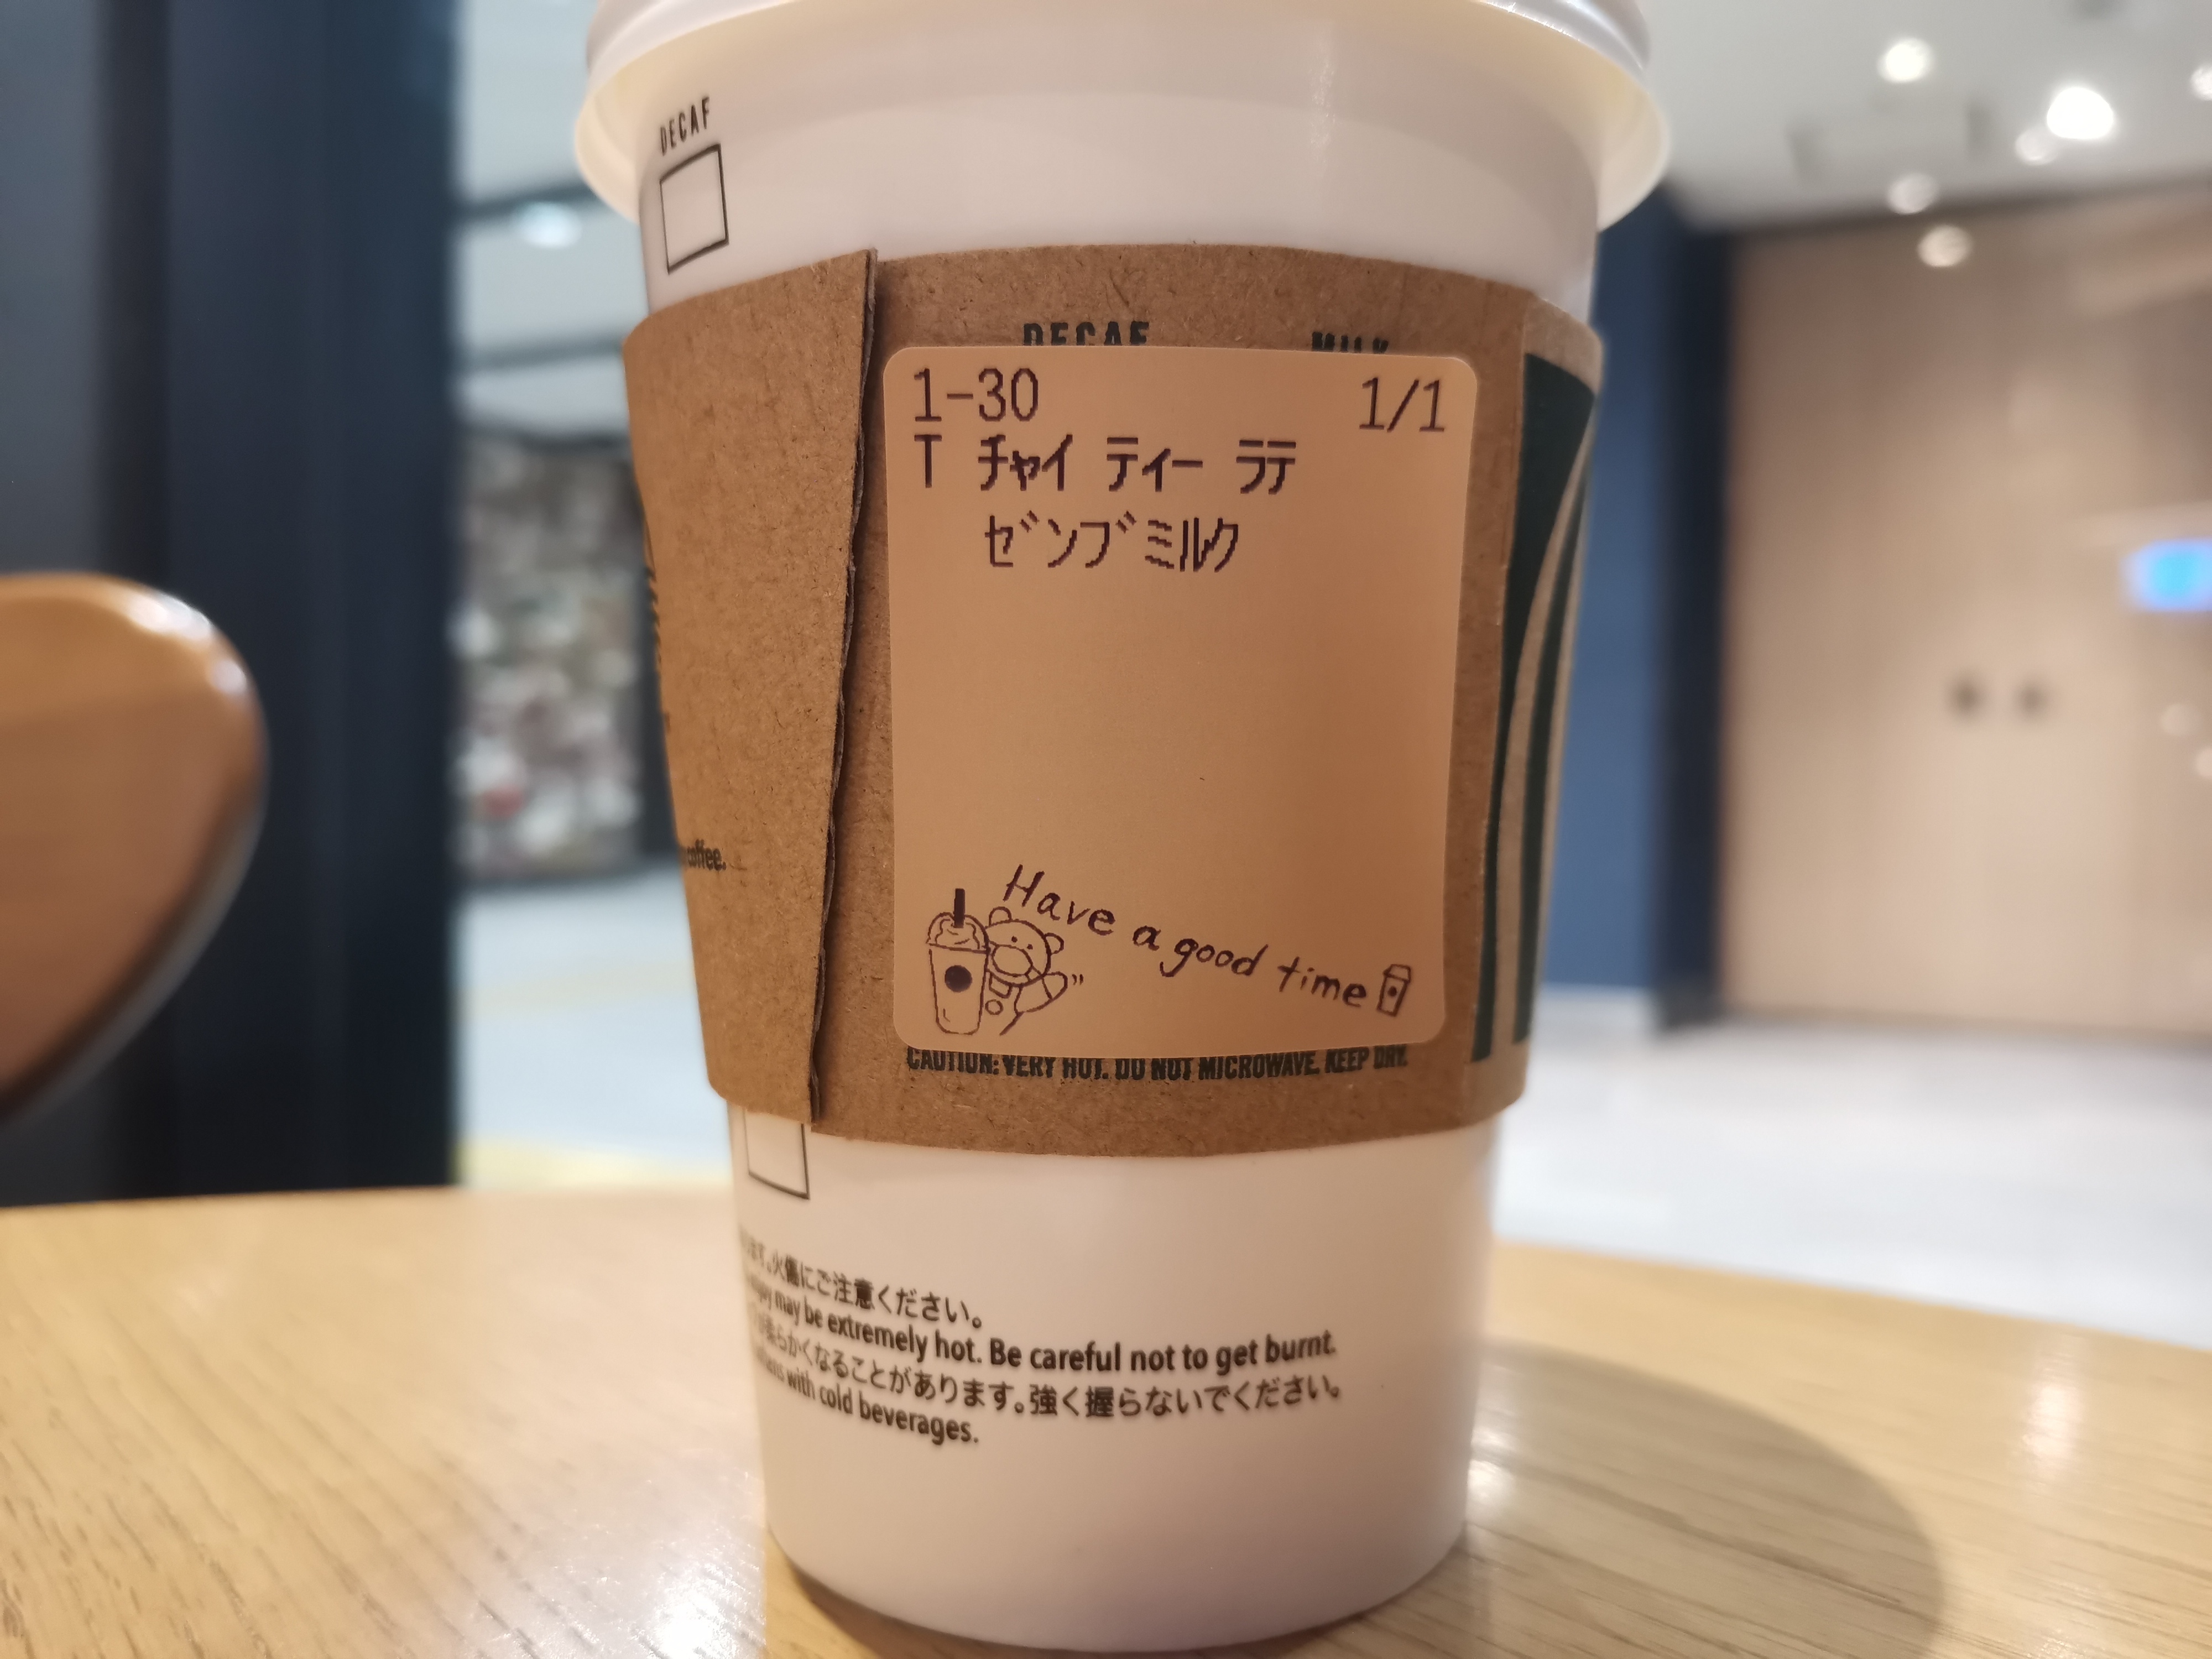 DECAF
DECAF
MILK
1-30 1/1
T ﾁｬｲ ﾃｨｰ ﾗﾃ
ｾﾞﾝﾌﾞﾐﾙｸ
coffee.
Have a good time
CAUTION: VERY HOT. DO NOT MICROWAVE. KEEP DRY.
ます。火傷にご注意ください。
may be extremely hot. Be careful not to get burnt.
柔らかくなることがあります。強く握らないでください。
with cold beverages.